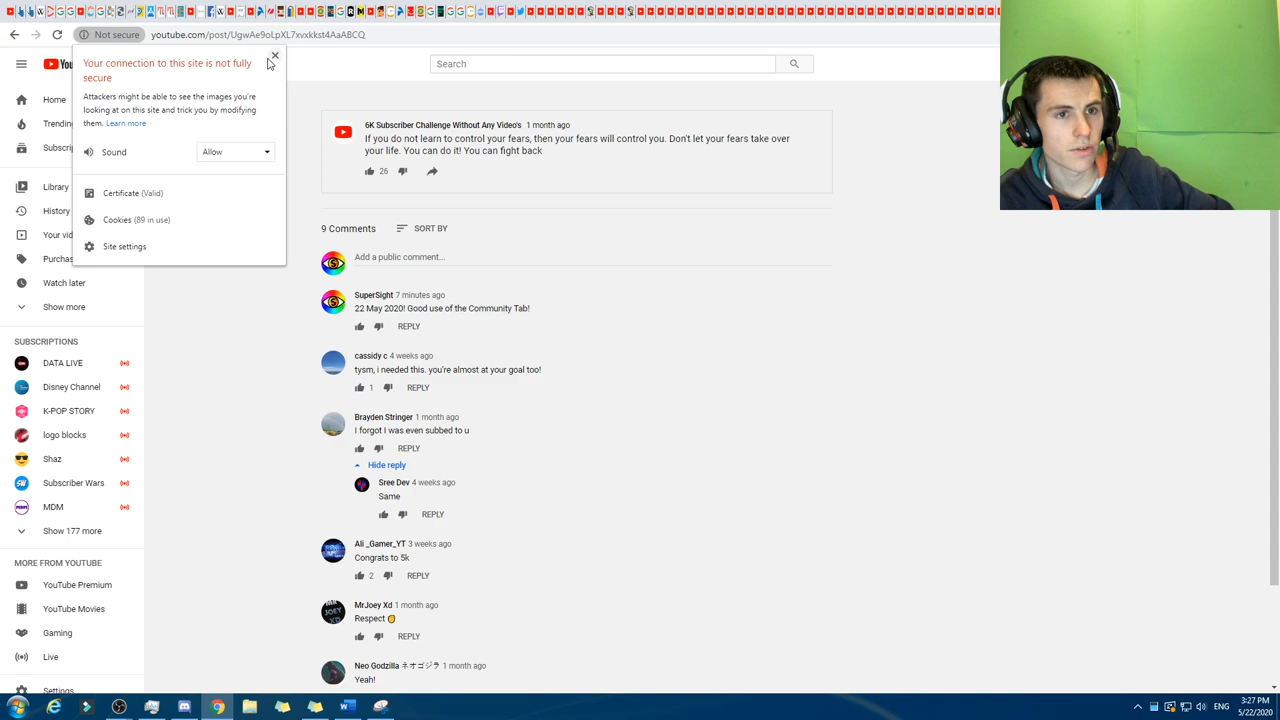 Not secure youtube.com/post/UgwAe9oLpXL7xvxkkst4AaABCQ
Your connection to this site is not fully
secure
Attackers might be able to see the images you're
looking at on this site and trick you by modifying
them. Learn more
Sound Allow
Certificate (Valid)
Cookies (89 in use)
Site settings
Search
You
Home
Trending
Subscrip
Library
History
Your vid
Purchas
Watch later
Show more
SUBSCRIPTIONS
DATA LIVE
Disney Channel
K-POP STORY
logo blocks
Shaz
Subscriber Wars
MDM
Show 177 more
MORE FROM YOUTUBE
YouTube Premium
YouTube Movies
Gaming
Live
Settings
6K Subscriber Challenge Without Any Video's 1 month ago
If you do not learn to control your fears, then your fears will control you. Don't let your fears take over
your life. You can do it! You can fight back
26
9 Comments SORT BY
Add a public comment...
SuperSight 7 minutes ago
22 May 2020! Good use of the Community Tab!
REPLY
cassidy c 4 weeks ago
tysm, i needed this. you're almost at your goal too!
1 REPLY
Brayden Stringer 1 month ago
I forgot I was even subbed to u
REPLY
Hide reply
Sree Dev 4 weeks ago
Same
REPLY
Ali _Gamer_YT 3 weeks ago
Congrats to 5k
2 REPLY
MrJoey Xd 1 month ago
Respect ✊
REPLY
Neo Godzilla ネオゴジラ 1 month ago
Yeah!
ENG
3:27 PM
5/22/2020